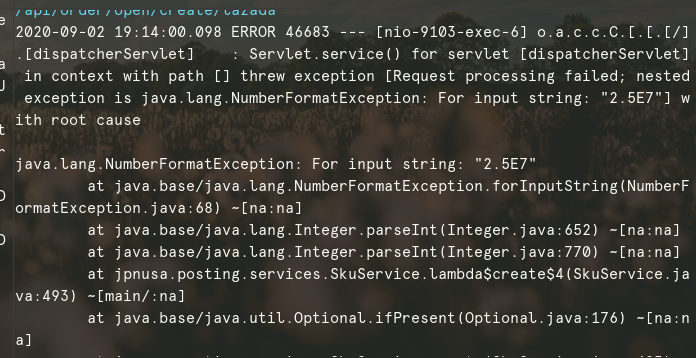 /api/order/open/create/lazada
2020-09-02 19:14:00.098 ERROR 46683 --- [nio-9103-exec-6] o.a.c.c.C.[.[.[/]
.[dispatcherServlet]    : Servlet.service() for servlet [dispatcherServlet]
 in context with path [] threw exception [Request processing failed; nested
 exception is java.lang.NumberFormatException: For input string: "2.5E7"] w
ith root cause
java.lang.NumberFormatException: For input string: "2.5E7"
        at java.base/java.lang.NumberFormatException.forInputString(NumberF
ormatException.java:68) ~[na:na]
        at java.base/java.lang.Integer.parseInt(Integer.java:652) ~[na:na]
        at java.base/java.lang.Integer.parseInt(Integer.java:770) ~[na:na]
        at jpnusa.posting.services.SkuService.lambda$create$4(SkuService.ja
va:493) ~[main/:na]
        at java.base/java.util.Optional.ifPresent(Optional.java:176) ~[na:n
a]